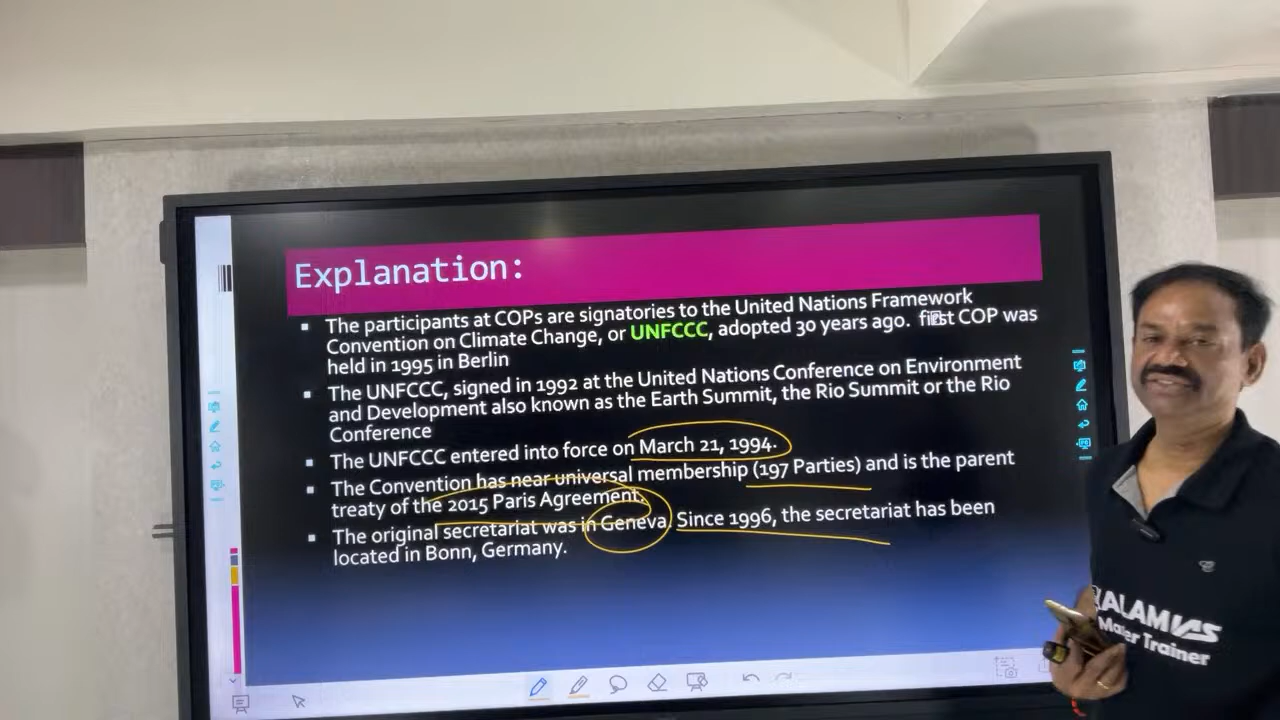 Explanation:
The participants at COPs are signatories to the United Nations Framework
Convention on Climate Change, or UNFCCC, adopted 30 years ago. first COP was
held in 1995 in Berlin
The UNFCCC, signed in 1992 at the United Nations Conference on Environment
and Development also known as the Earth Summit, the Rio Summit or the Rio
Conference
The UNFCCC entered into force on March 21, 1994.
The Convention has near universal membership (197 Parties) and is the parent
treaty of the 2015 Paris Agreement.
The original secretariat was in Geneva. Since 1996, the secretariat has been
located in Bonn, Germany.
KALAM IAS
Master Trainer